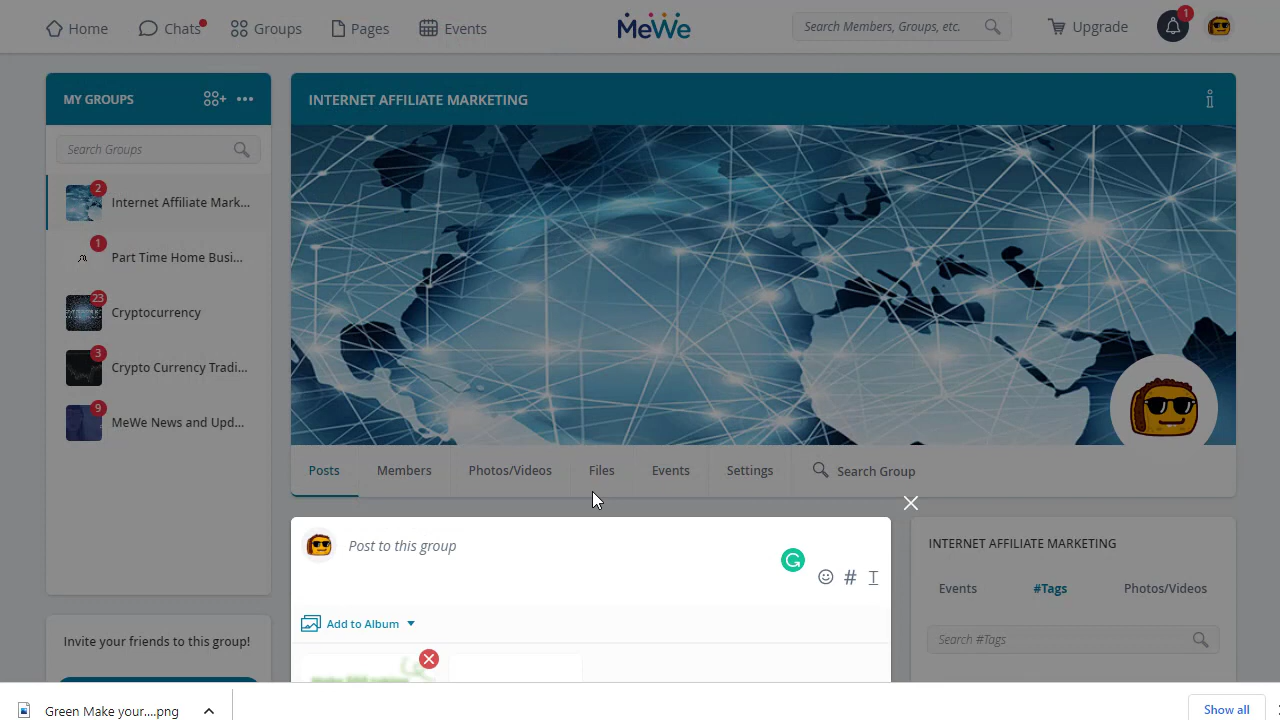 Home
Chats
Groups
Pages
Events
MeWe
Search Members, Groups, etc.
Upgrade
1
MY GROUPS
Search Groups
2
Internet Affiliate Mark...
1
Part Time Home Busi...
23
Cryptocurrency
3
Crypto Currency Tradi...
9
MeWe News and Upd...
Invite your friends to this group!
INTERNET AFFILIATE MARKETING
Posts
Members
Photos/Videos
Files
Events
Settings
Search Group
Post to this group
Add to Album
INTERNET AFFILIATE MARKETING
Events
#Tags
Photos/Videos
Search #Tags
Green Make your....png
Show all